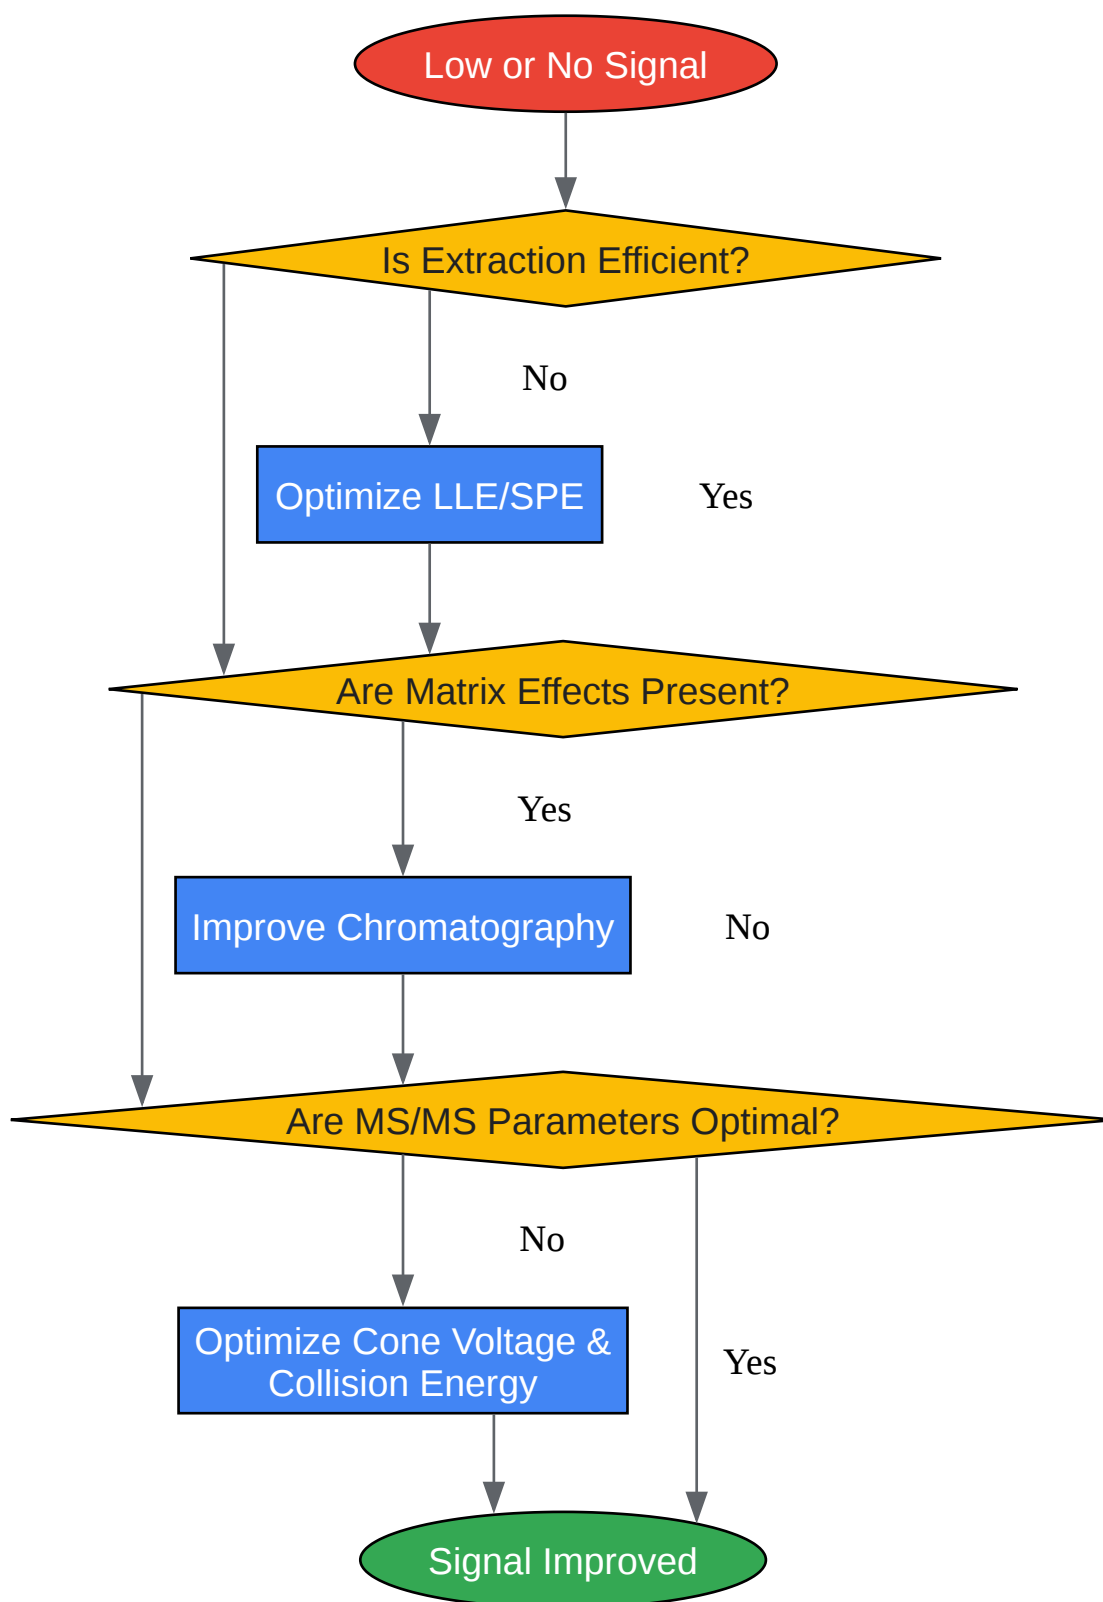 Low or No Signal
Is Extraction Efficient?
No
Optimize LLE/SPE
Yes
Are Matrix Effects Present?
Yes
Improve Chromatography
No
Are MS/MS Parameters Optimal?
No
Optimize Cone Voltage &
Collision Energy
Yes
Signal Improved